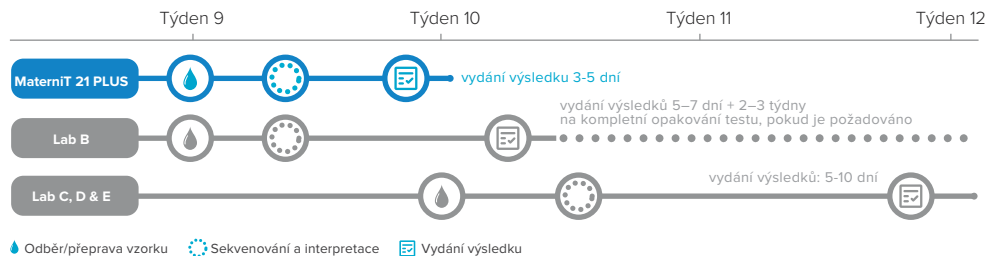 Týden 9 Týden 10 Týden 11 Týden 12
MaterniT 21 PLUS
vydání výsledku 3-5 dní
Lab B
vydání výsledků 5–7 dní + 2–3 týdny
na kompletní opakování testu, pokud je požadováno
Lab C, D & E
vydání výsledků: 5-10 dní
Odběr/přeprava vzorku Sekvenování a interpretace Vydání výsledku